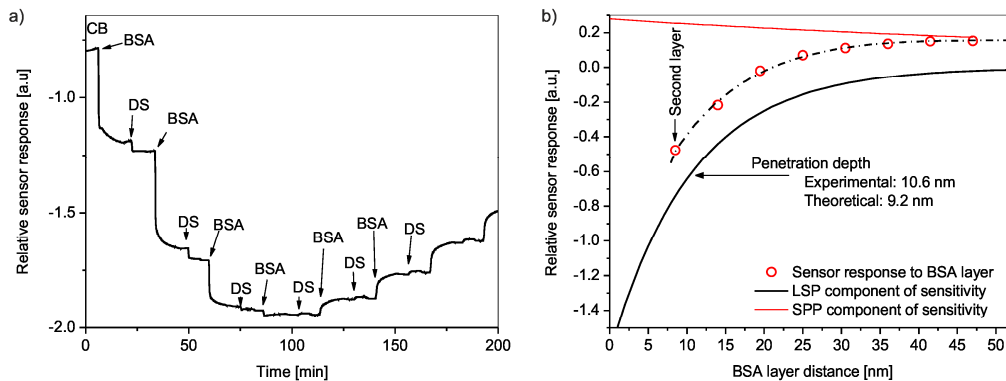 a)
CB
BSA
DS
BSA
DS
BSA
DS
BSA
DS
BSA
DS
BSA
DS
-1.0
-1.5
-2.0
Relative sensor response [a.u]
0
50
100
150
200
Time [min]
b)
0.2
0.0
-0.2
-0.4
-0.6
-0.8
-1.0
-1.2
-1.4
Relative sensor response [a.u.]
Second layer
Penetration depth
Experimental: 10.6 nm
Theoretical: 9.2 nm
Sensor response to BSA layer
LSP component of sensitivity
SPP component of sensitivity
0
5
10
15
20
25
30
35
40
45
50
BSA layer distance [nm]